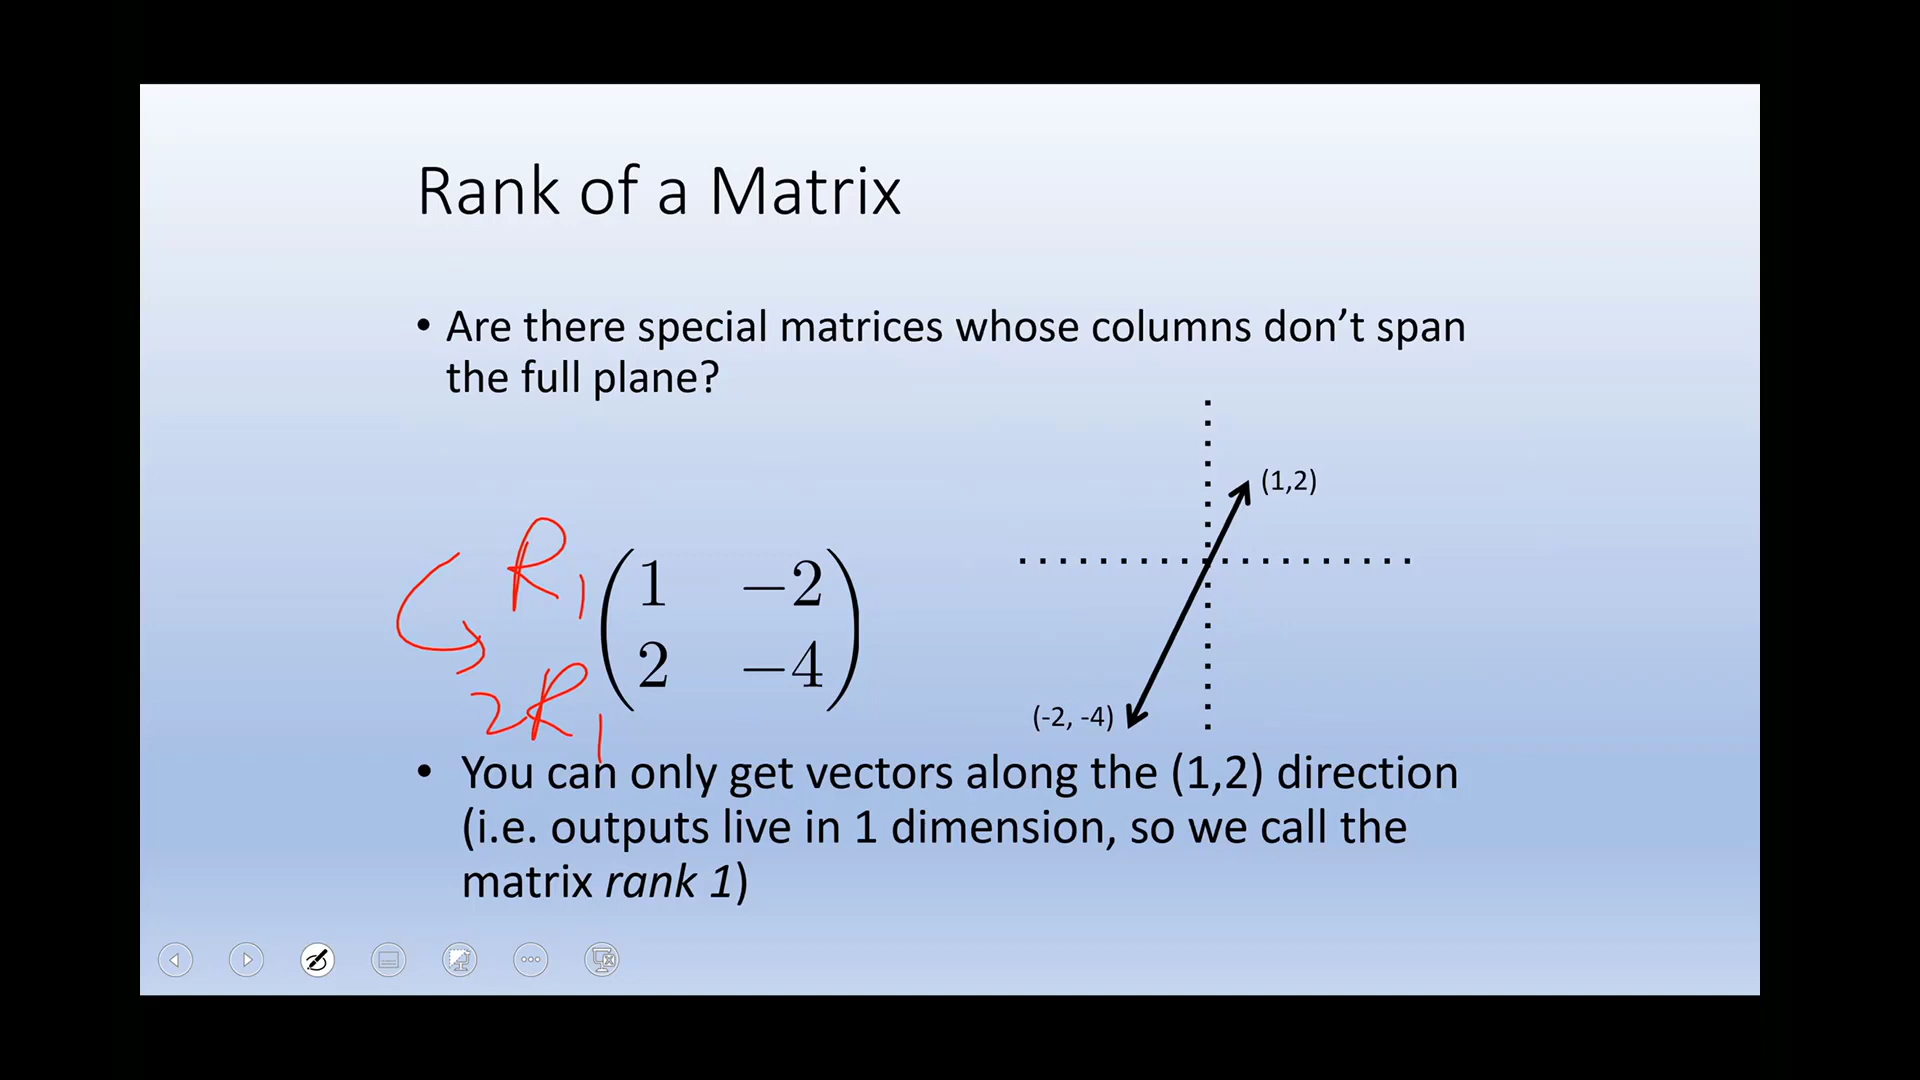 Rank of a Matrix
• Are there special matrices whose columns don’t span
the full plane?
(1,2)
R1
1 −2
2 −4
2R1
(-2, -4)
• You can only get vectors along the (1,2) direction
(i.e. outputs live in 1 dimension, so we call the
matrix rank 1)